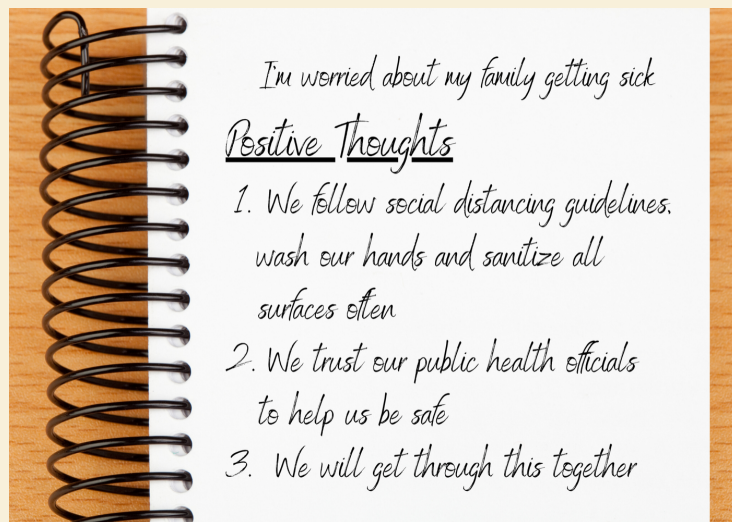 I'm worried about my family getting sick
Positive Thoughts
1. We follow social distancing guidelines,
wash our hands and sanitize all
surfaces often
2. We trust our public health officials
to help us be safe
3. We will get through this together